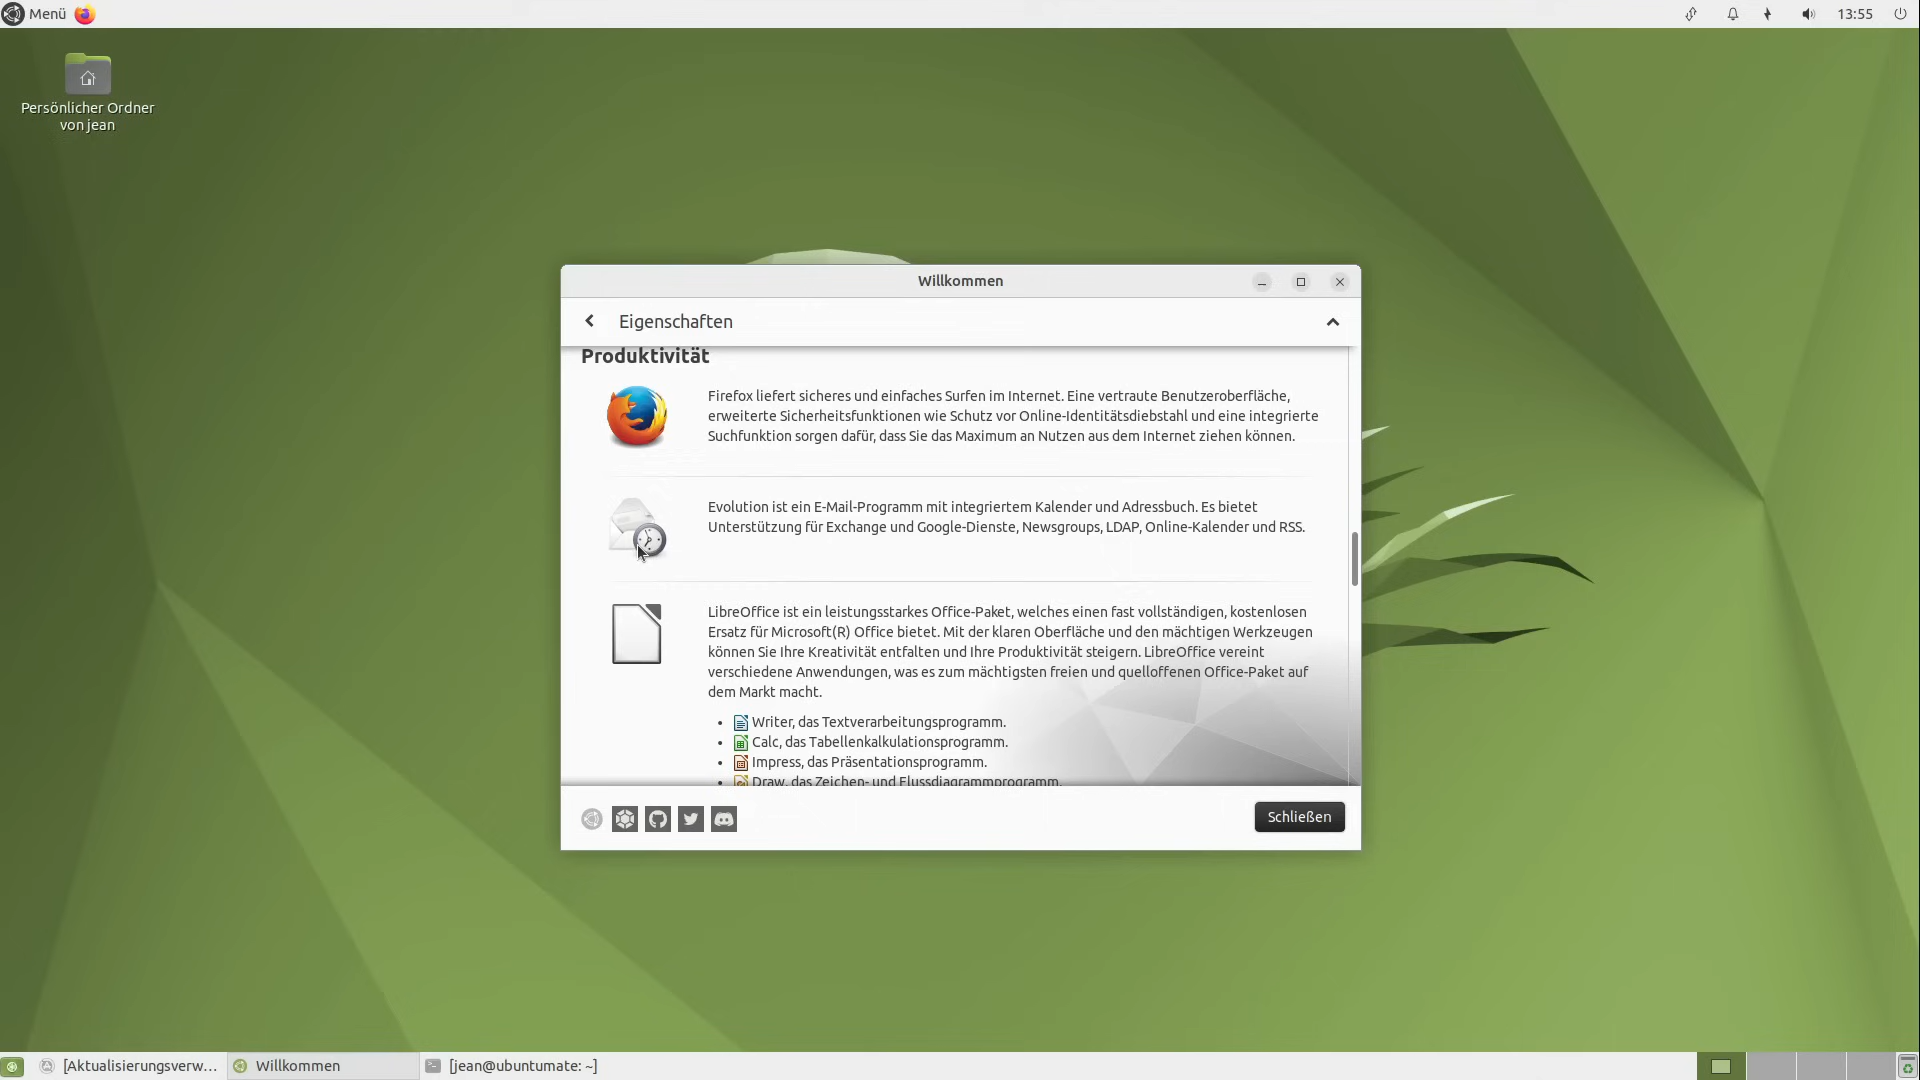 Menü
13:55
Persönlicher Ordner
von jean
Willkommen
Eigenschaften
Produktivität
Firefox liefert sicheres und einfaches Surfen im Internet. Eine vertraute Benutzeroberfläche,
erweiterte Sicherheitsfunktionen wie Schutz vor Online-Identitätsdiebstahl und eine integrierte
Suchfunktion sorgen dafür, dass Sie das Maximum an Nutzen aus dem Internet ziehen können.
Evolution ist ein E-Mail-Programm mit integriertem Kalender und Adressbuch. Es bietet
Unterstützung für Exchange und Google-Dienste, Newsgroups, LDAP, Online-Kalender und RSS.
LibreOffice ist ein leistungsstarkes Office-Paket, welches einen fast vollständigen, kostenlosen
Ersatz für Microsoft(R) Office bietet. Mit der klaren Oberfläche und den mächtigen Werkzeugen
können Sie Ihre Kreativität entfalten und Ihre Produktivität steigern. LibreOffice vereint
verschiedene Anwendungen, was es zum mächtigsten freien und quelloffenen Office-Paket auf
dem Markt macht.
• Writer, das Textverarbeitungsprogramm.
• Calc, das Tabellenkalkulationsprogramm.
• Impress, das Präsentationsprogramm.
• Draw, das Zeichen- und Flussdiagrammprogramm.
Schließen
[Aktualisierungsverw…
Willkommen
[jean@ubuntumate: ~]